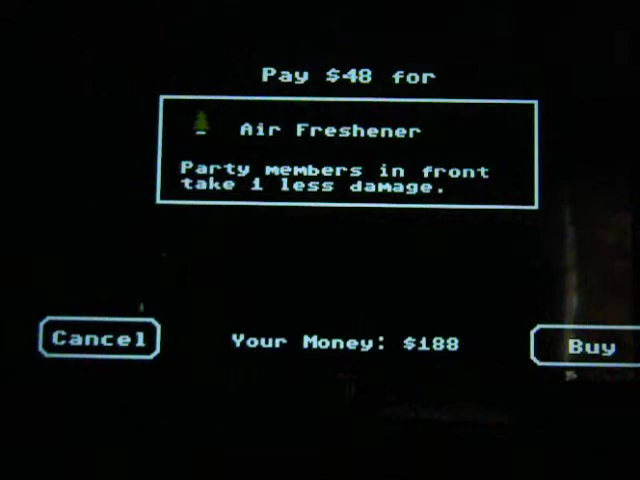 Pay $48 for
Air Freshener
Party members in front
take 1 less damage.
Cancel
Your Money: $188
Buy